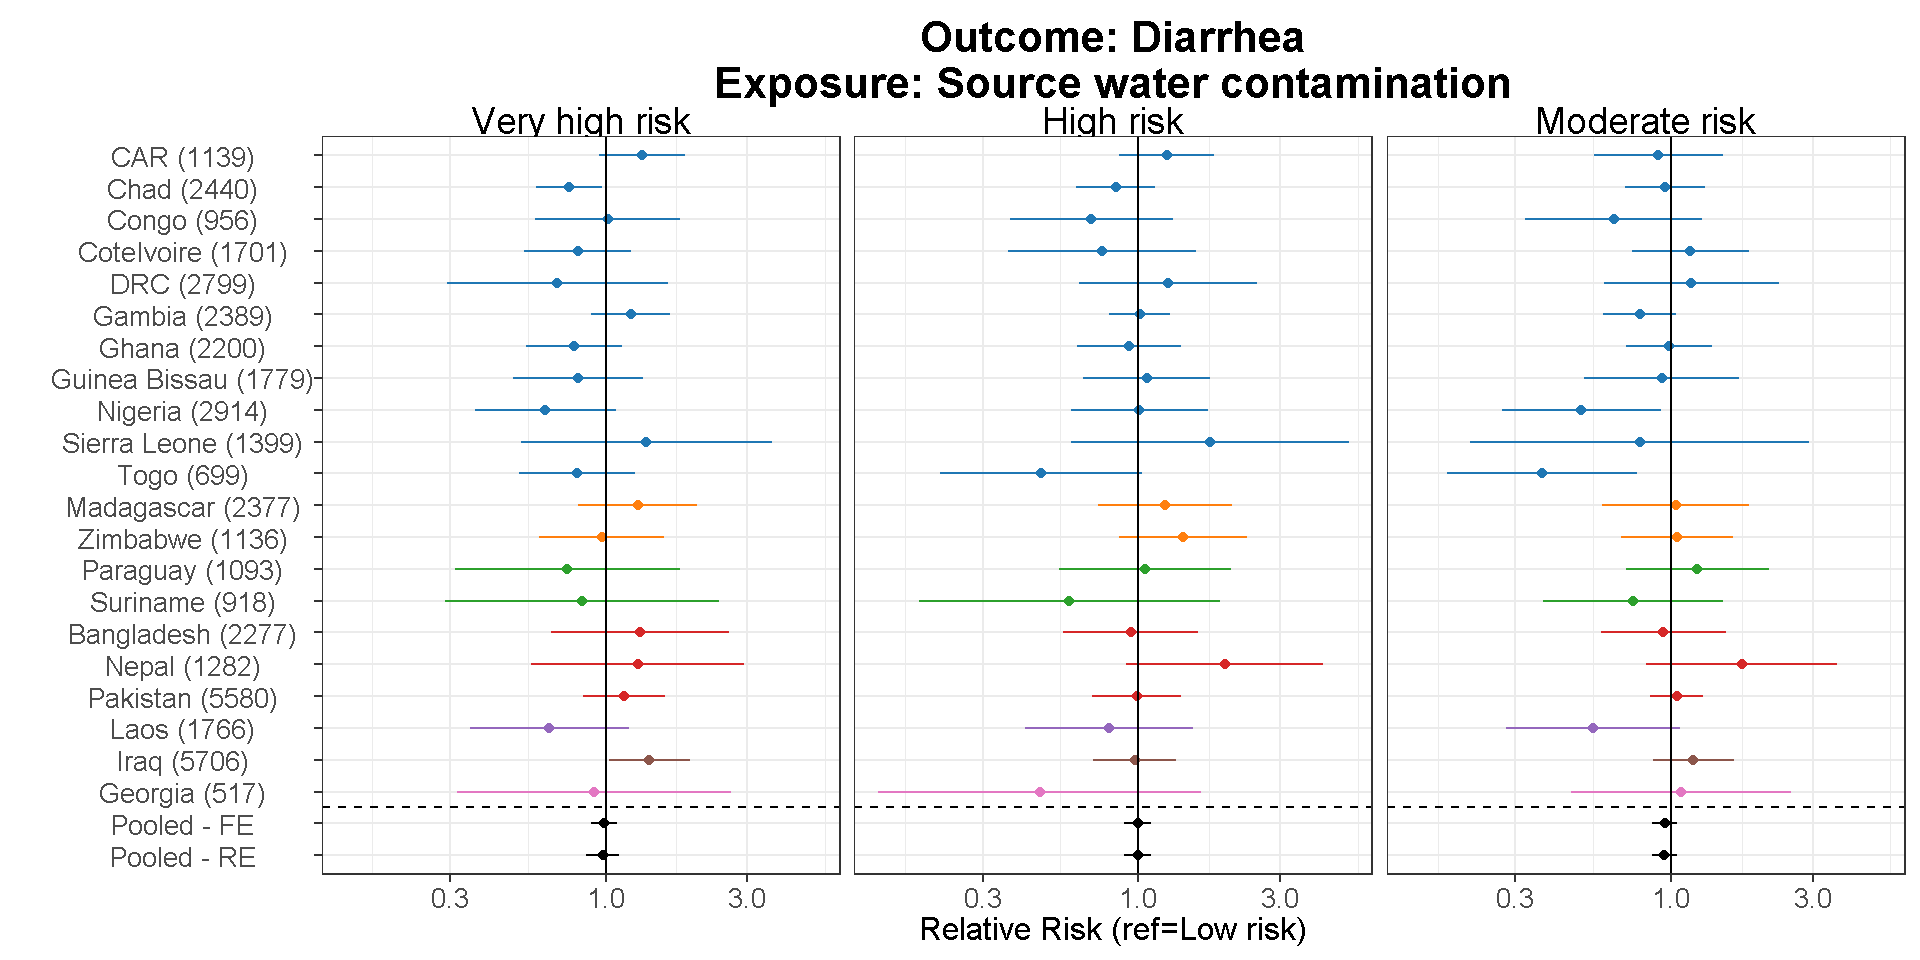 Outcome: Diarrhea
Exposure: Source water contamination
Very high risk
High risk
Moderate risk
CAR (1139)
Chad (2440)
Congo (956)
CoteIvoire (1701)
DRC (2799)
Gambia (2389)
Ghana (2200)
Guinea Bissau (1779)
Nigeria (2914)
Sierra Leone (1399)
Togo (699)
Madagascar (2377)
Zimbabwe (1136)
Paraguay (1093)
Suriname (918)
Bangladesh (2277)
Nepal (1282)
Pakistan (5580)
Laos (1766)
Iraq (5706)
Georgia (517)
Pooled - FE
Pooled - RE
0.3 1.0 3.0
0.3 1.0 3.0
0.3 1.0 3.0
Relative Risk (ref=Low risk)